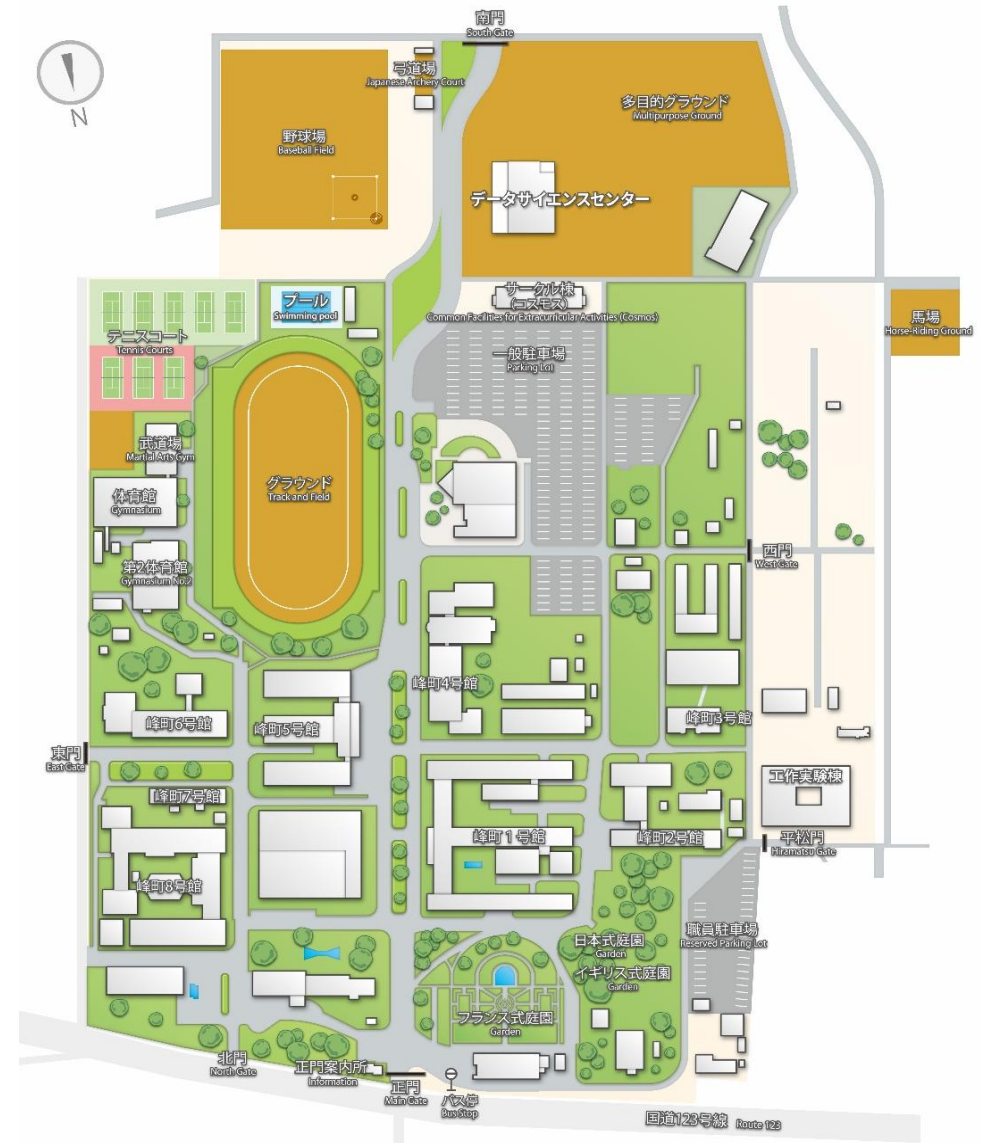 南門
South Gate
N
弓道場
Japanese Archery Court
多目的グラウンド
Multipurpose Ground
野球場
Baseball Field
データサイエンスセンター
プール
Swimming pool
サークル棟
(コスモス)
Common Facilities for Extracurricular Activities (Cosmos)
馬場
Horse-Riding Ground
テニスコート
Tennis Courts
一般駐車場
Parking Lot
武道場
Martial Arts Gym
体育館
Gymnasium
グラウンド
Track and Field
西門
West Gate
第2体育館
Gymnasium No.2
峰町4号館
峰町6号館
峰町5号館
峰町3号館
東門
East Gate
工作実験棟
峰町7号館
峰町1号館
峰町2号館
平松門
Hiramatsu Gate
峰町8号館
職員駐車場
Reserved Parking Lot
日本式庭園
Garden
イギリス式庭園
Garden
フランス式庭園
Garden
北門
North Gate
正門案内所
Information
正門
Main Gate
バス停
Bus Stop
国道123号線 Route 123